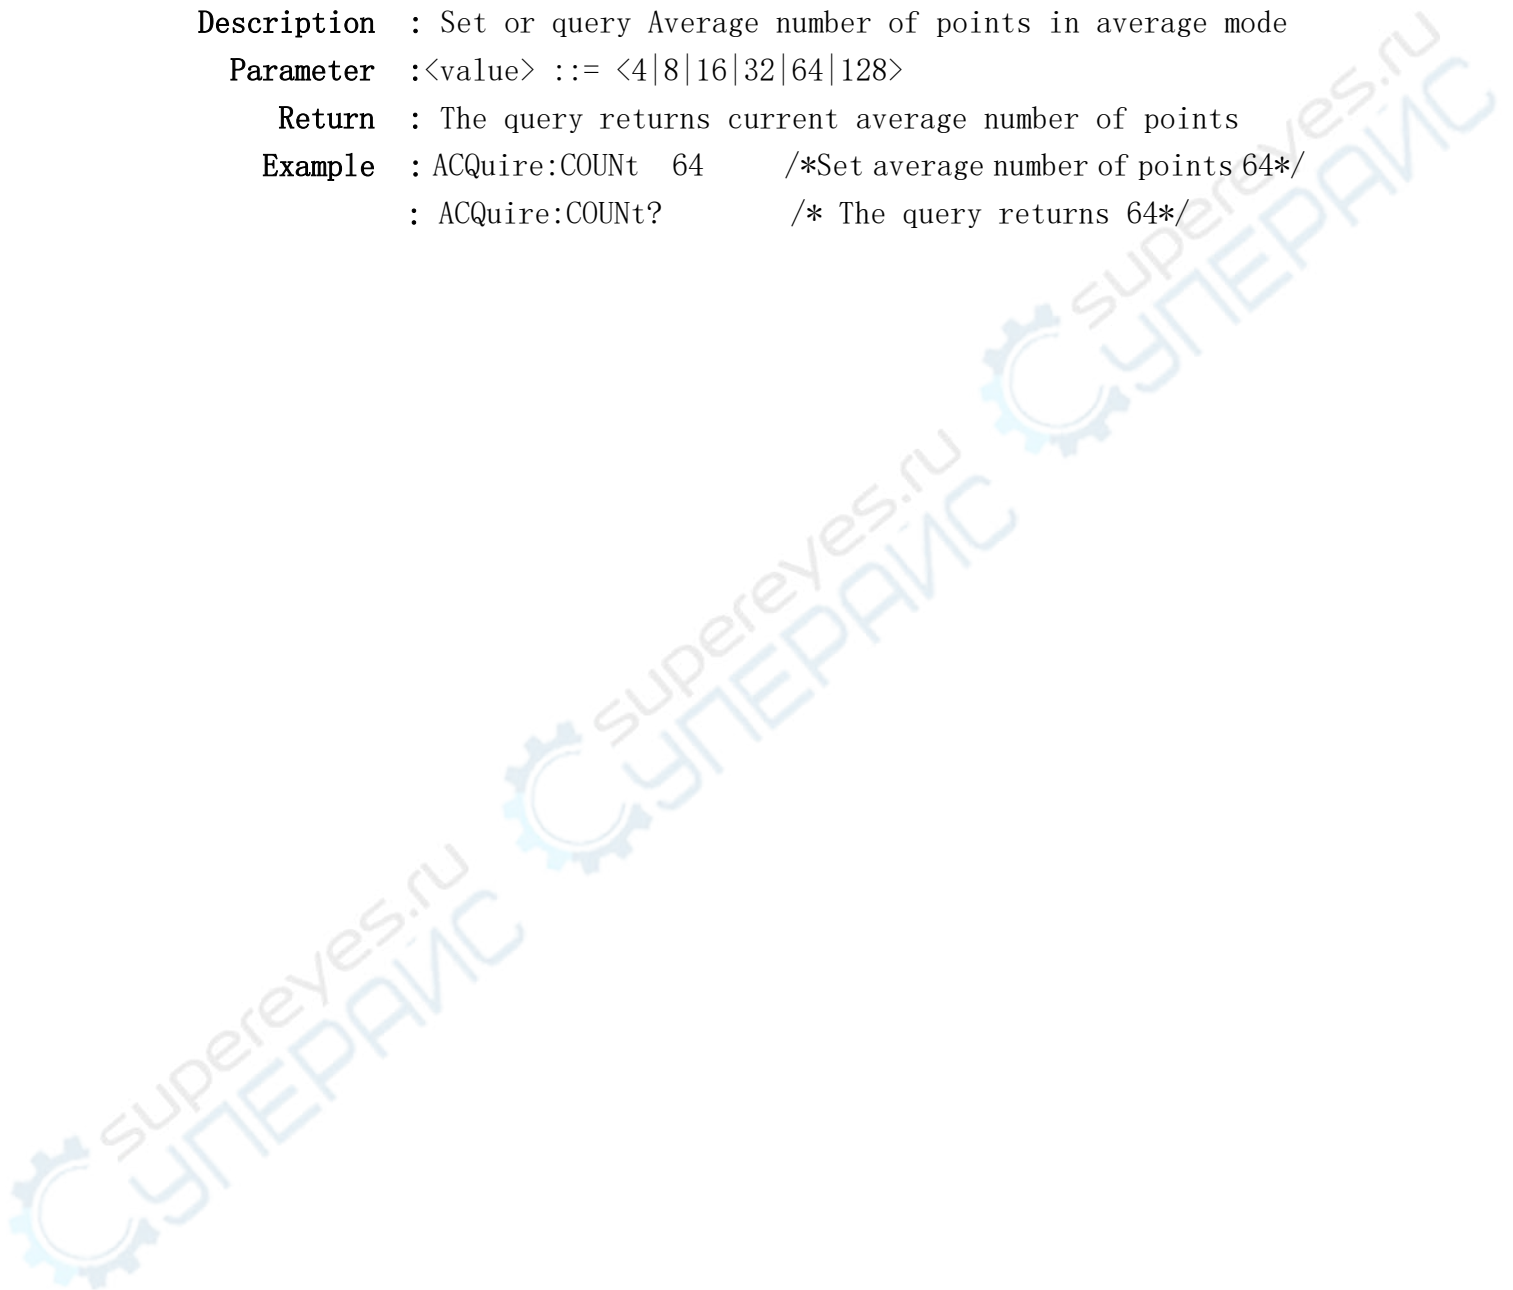 Description : Set or query Average number of points in average mode
Parameter :<value> ::= <4|8|16|32|64|128>
Return : The query returns current average number of points
Example : ACQuire:COUNt 64 /*Set average number of points 64*/
: ACQuire:COUNt? /* The query returns 64*/
supereyes.ru
СУПЕРАЙС
supereyes.ru
СУПЕРАЙС
supereyes.ru
СУПЕРАЙС